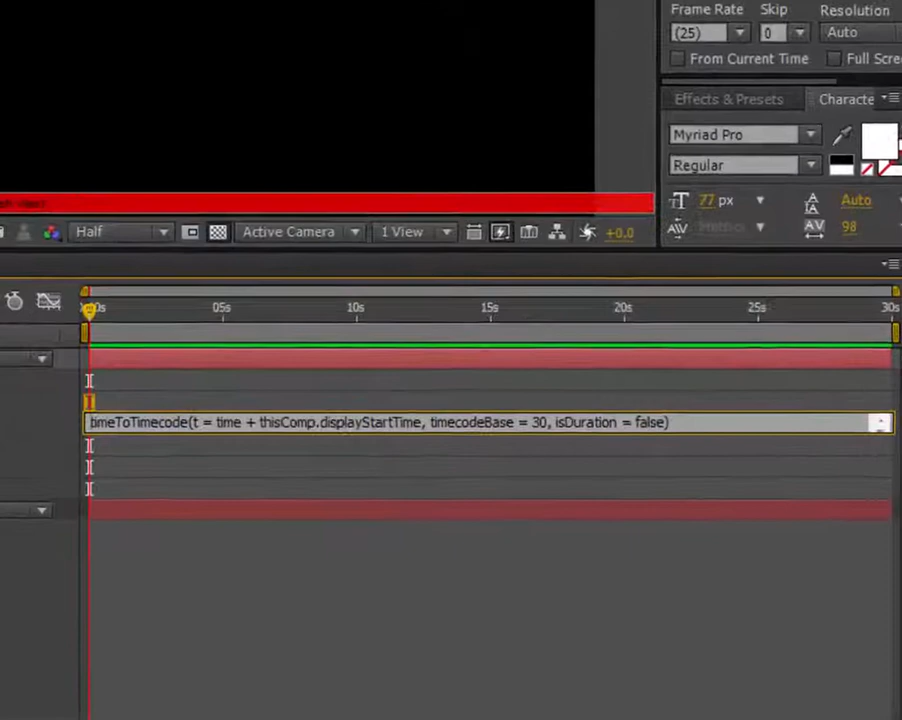 Frame Rate Skip Resolution
(25) 0 Auto
From Current Time Full Scre
Effects & Presets Characte
Myriad Pro
Regular
77 px Auto
Metrics 98
Half Active Camera 1 View +0,0
00s 05s 10s 15s 20s 25s 30s
timeToTimecode(t = time + thisComp.displayStartTime, timecodeBase = 30, isDuration = false)